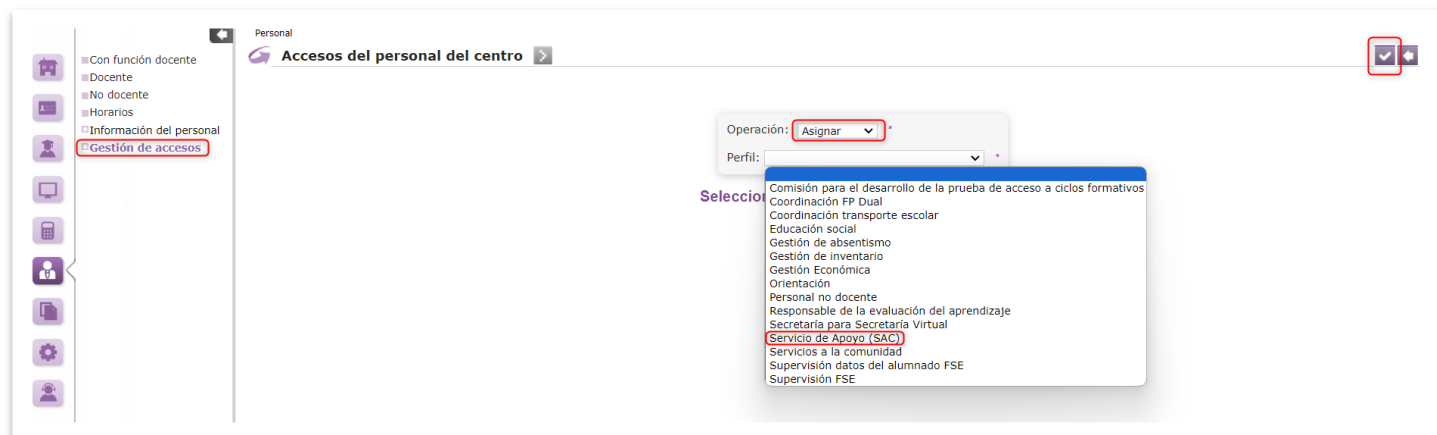 Con función docente
Docente
No docente
Horarios
Información del personal
Gestión de accesos
Personal
Accesos del personal del centro
Operación: Asignar *
Perfil: *
Seleccion
Comisión para el desarrollo de la prueba de acceso a ciclos formativos
Coordinación FP Dual
Coordinación transporte escolar
Educación social
Gestión de absentismo
Gestión de inventario
Gestión Económica
Orientación
Personal no docente
Responsable de la evaluación del aprendizaje
Secretaría para Secretaría Virtual
Servicio de Apoyo (SAC)
Servicios a la comunidad
Supervisión datos del alumnado FSE
Supervisión FSE